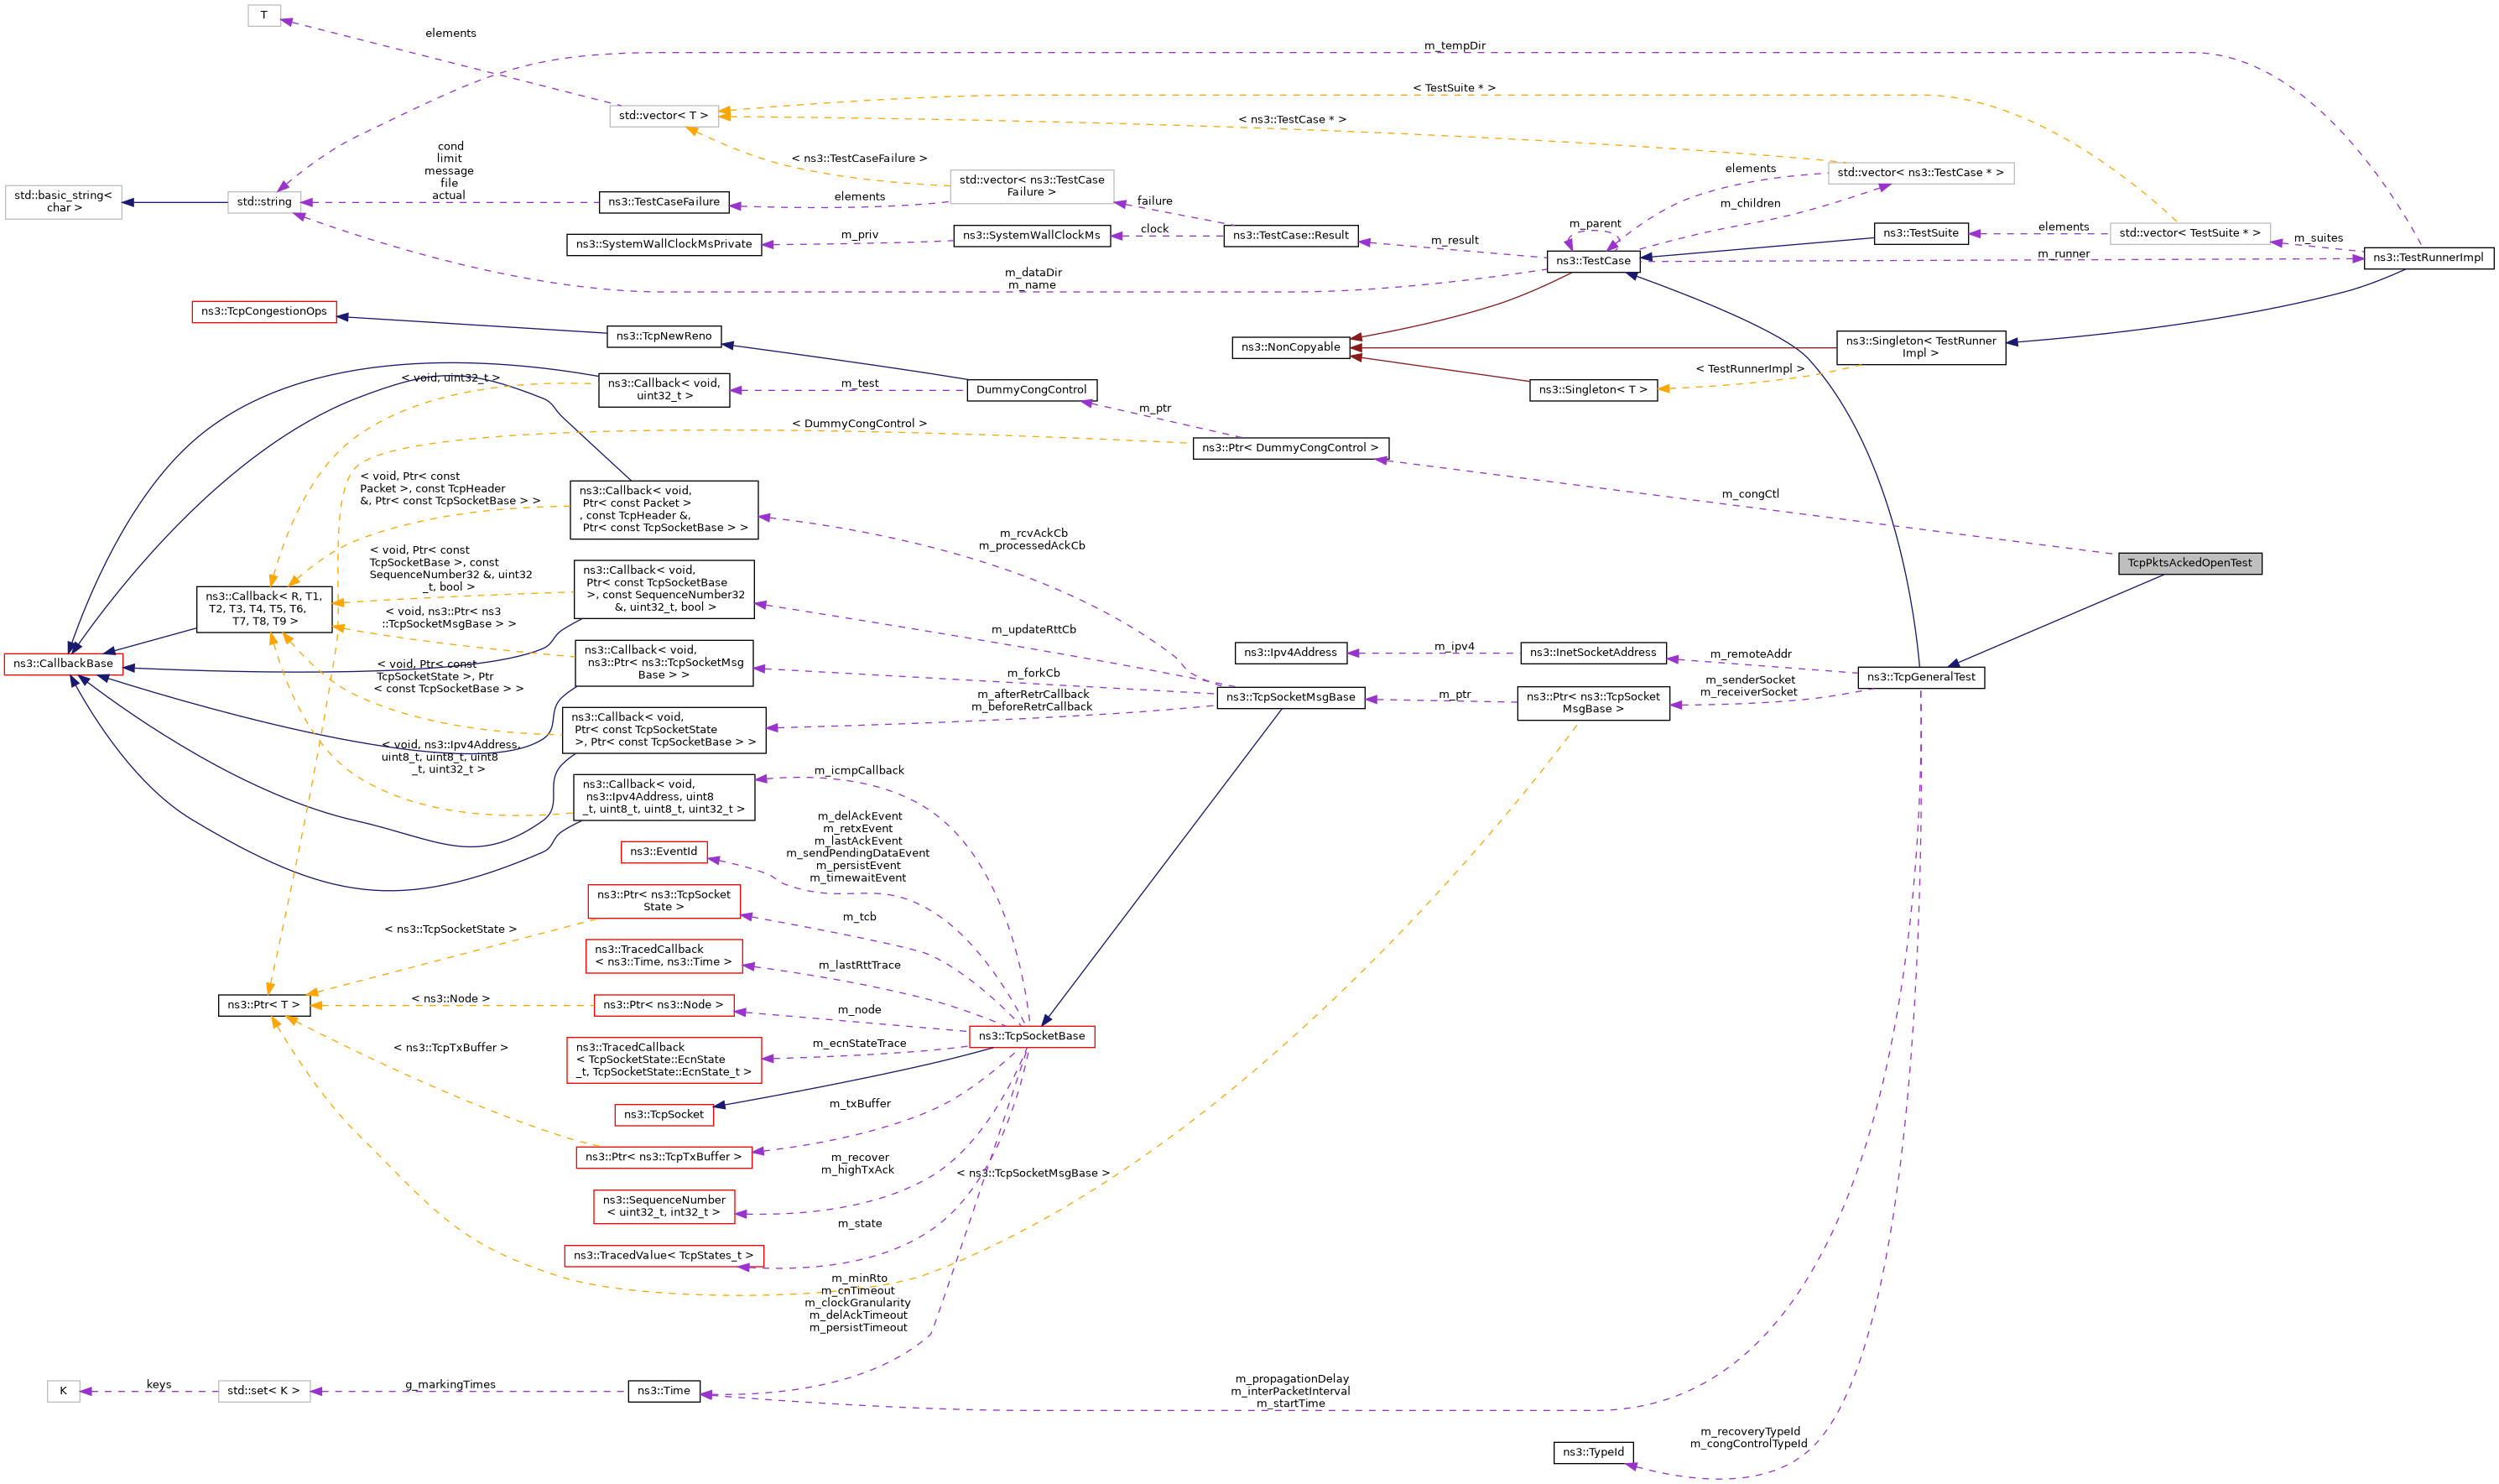 T
elements
m_tempDir
< TestSuite * >
std::vector< T >
< ns3::TestCase * >
cond
limit
message
file
actual
< ns3::TestCaseFailure >
std::vector< ns3::TestCase
Failure >
elements
std::vector< ns3::TestCase * >
std::basic_string<
char >
std::string
ns3::TestCaseFailure
elements
failure
m_parent
m_children
ns3::TestSuite
elements
std::vector< TestSuite * >
m_suites
ns3::SystemWallClockMsPrivate
m_priv
ns3::SystemWallClockMs
clock
ns3::TestCase::Result
m_result
ns3::TestCase
m_runner
ns3::TestRunnerImpl
m_dataDir
m_name
ns3::TcpCongestionOps
ns3::TcpNewReno
ns3::NonCopyable
ns3::Singleton< TestRunner
Impl >
< TestRunnerImpl >
ns3::Singleton< T >
< void, uint32_t >
ns3::Callback< void,
uint32_t >
m_test
DummyCongControl
m_ptr
< DummyCongControl >
ns3::Ptr< DummyCongControl >
m_congCtl
< void, Ptr< const
Packet >, const TcpHeader
&, Ptr< const TcpSocketBase > >
ns3::Callback< void,
Ptr< const Packet >
, const TcpHeader &,
Ptr< const TcpSocketBase > >
m_rcvAckCb
m_processedAckCb
TcpPktsAckedOpenTest
< void, Ptr< const
TcpSocketBase >, const
SequenceNumber32 &, uint32
_t, bool >
ns3::Callback< void,
Ptr< const TcpSocketBase
>, const SequenceNumber32
&, uint32_t, bool >
ns3::Callback< R, T1,
T2, T3, T4, T5, T6,
T7, T8, T9 >
< void, ns3::Ptr< ns3
::TcpSocketMsgBase > >
m_updateRttCb
ns3::CallbackBase
ns3::Callback< void,
ns3::Ptr< ns3::TcpSocketMsg
Base > >
ns3::Ipv4Address
m_ipv4
ns3::InetSocketAddress
m_remoteAddr
< void, Ptr< const
TcpSocketState >, Ptr
< const TcpSocketBase > >
m_forkCb
ns3::TcpGeneralTest
m_afterRetrCallback
m_beforeRetrCallback
ns3::TcpSocketMsgBase
m_ptr
ns3::Ptr< ns3::TcpSocket
MsgBase >
m_senderSocket
m_receiverSocket
ns3::Callback< void,
Ptr< const TcpSocketState
>, Ptr< const TcpSocketBase > >
< void, ns3::Ipv4Address,
uint8_t, uint8_t, uint8
_t, uint32_t >
ns3::Callback< void,
ns3::Ipv4Address, uint8
_t, uint8_t, uint8_t, uint32_t >
m_icmpCallback
ns3::EventId
m_delAckEvent
m_retxEvent
m_lastAckEvent
m_sendPendingDataEvent
m_persistEvent
m_timewaitEvent
ns3::Ptr< ns3::TcpSocket
State >
m_tcb
< ns3::TcpSocketState >
ns3::TracedCallback
< ns3::Time, ns3::Time >
m_lastRttTrace
ns3::Ptr< T >
< ns3::Node >
ns3::Ptr< ns3::Node >
m_node
ns3::TcpSocketBase
< ns3::TcpTxBuffer >
ns3::TracedCallback
< TcpSocketState::EcnState
_t, TcpSocketState::EcnState_t >
m_ecnStateTrace
ns3::TcpSocket
m_txBuffer
ns3::Ptr< ns3::TcpTxBuffer >
m_recover
m_highTxAck
< ns3::TcpSocketMsgBase >
ns3::SequenceNumber
< uint32_t, int32_t >
m_state
ns3::TracedValue< TcpStates_t >
m_minRto
m_cnTimeout
m_clockGranularity
m_delAckTimeout
m_persistTimeout
K
keys
std::set< K >
g_markingTimes
ns3::Time
m_propagationDelay
m_interPacketInterval
m_startTime
ns3::TypeId
m_recoveryTypeId
m_congControlTypeId